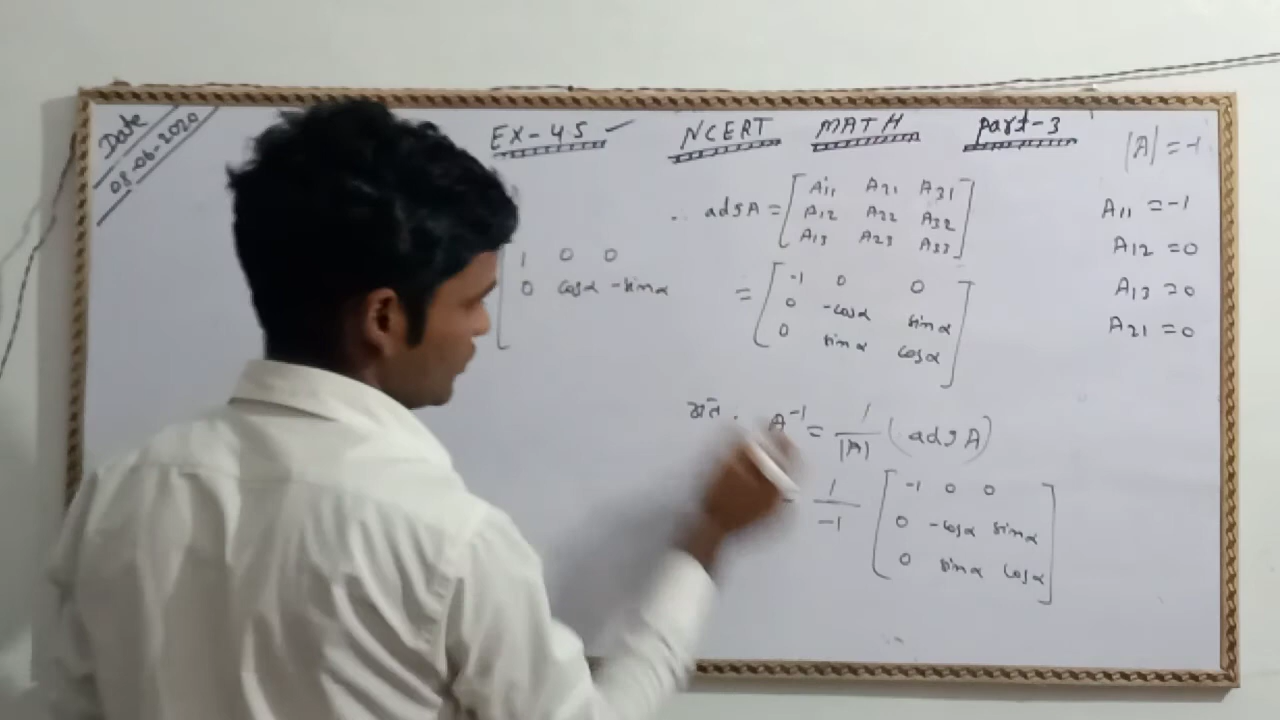 Date
08-06-2020
EX-4.5 ✓ NCERT MATH part-3
|A| = -1
∴ adj A = [A11 A21 A31
A12 A22 A32
A13 A23 A33]
A11 = -1
A12 = 0
A13 = 0
A21 = 0
= [-1 0 0
0 -cosα sinα
0 sinα cosα]
अतः A⁻¹ = 1/|A| (adj A)
1/-1 [-1 0 0
0 -cosα sinα
0 sinα cosα]
[1 0 0
0 cosα -sinα